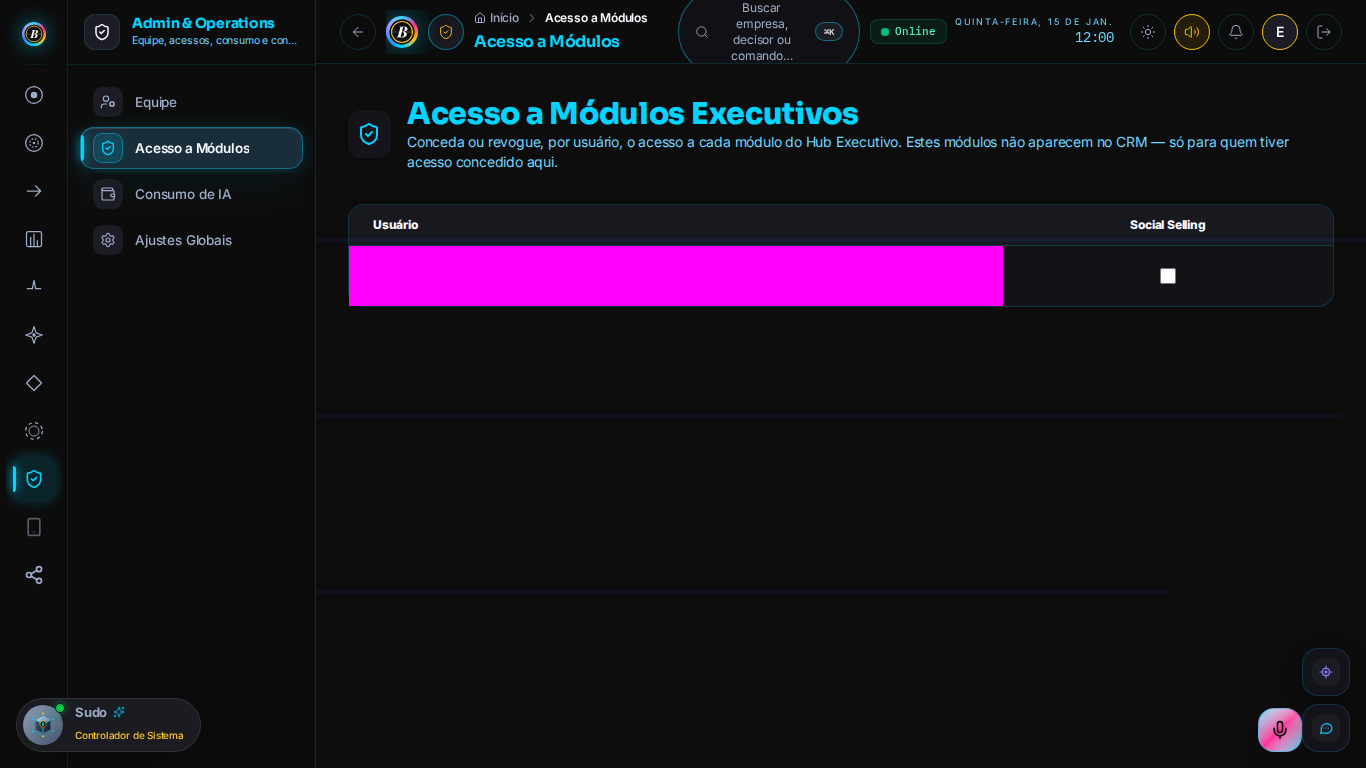 B
Admin & Operations
Equipe, acessos, consumo e con...
Equipe
Acesso a Módulos
Consumo de IA
Ajustes Globais
B
Início
Acesso a Módulos
Acesso a Módulos
Buscar
empresa,
decisor ou
comando...
⌘K
Online
QUINTA-FEIRA, 15 DE JAN.
12:00
E
Acesso a Módulos Executivos
Conceda ou revogue, por usuário, o acesso a cada módulo do Hub Executivo. Estes módulos não aparecem no CRM — só para quem tiver
acesso concedido aqui.
Usuário
Social Selling
Sudo
Controlador de Sistema